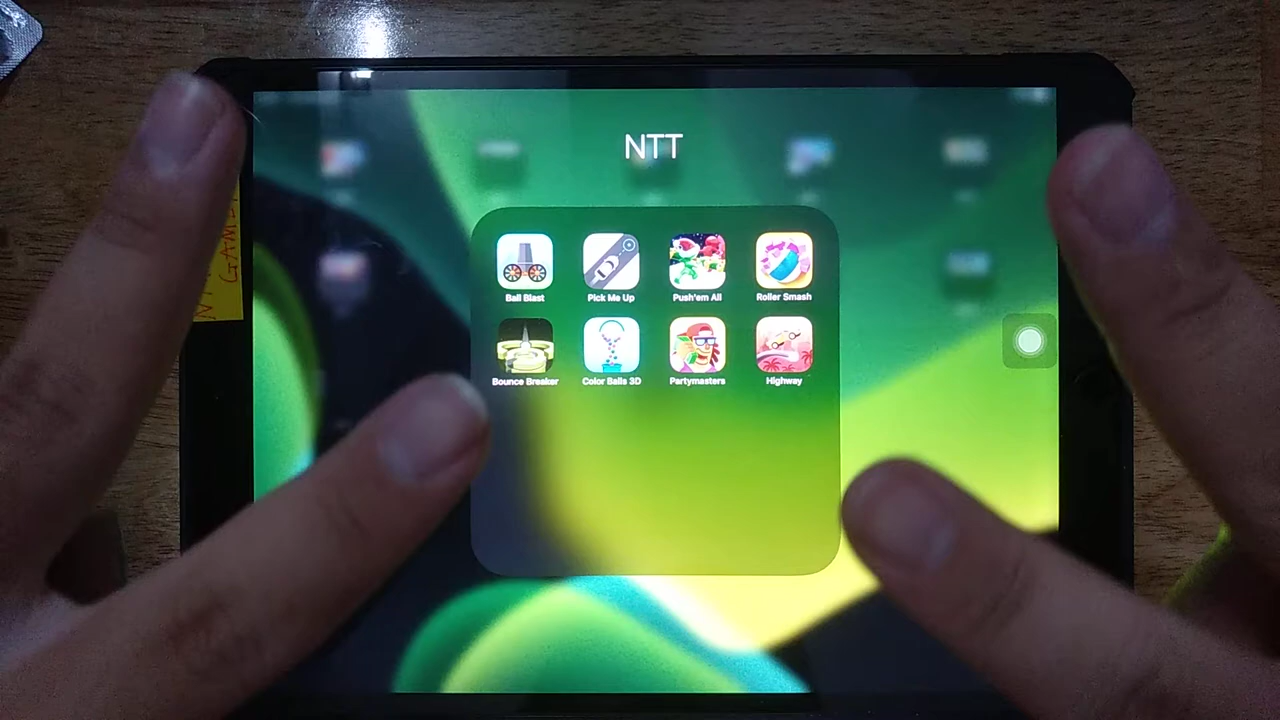 NTT
Ball Blast
Pick Me Up
Push'em All
Roller Smash
Bounce Breaker
Color Balls 3D
Partymasters
Highway